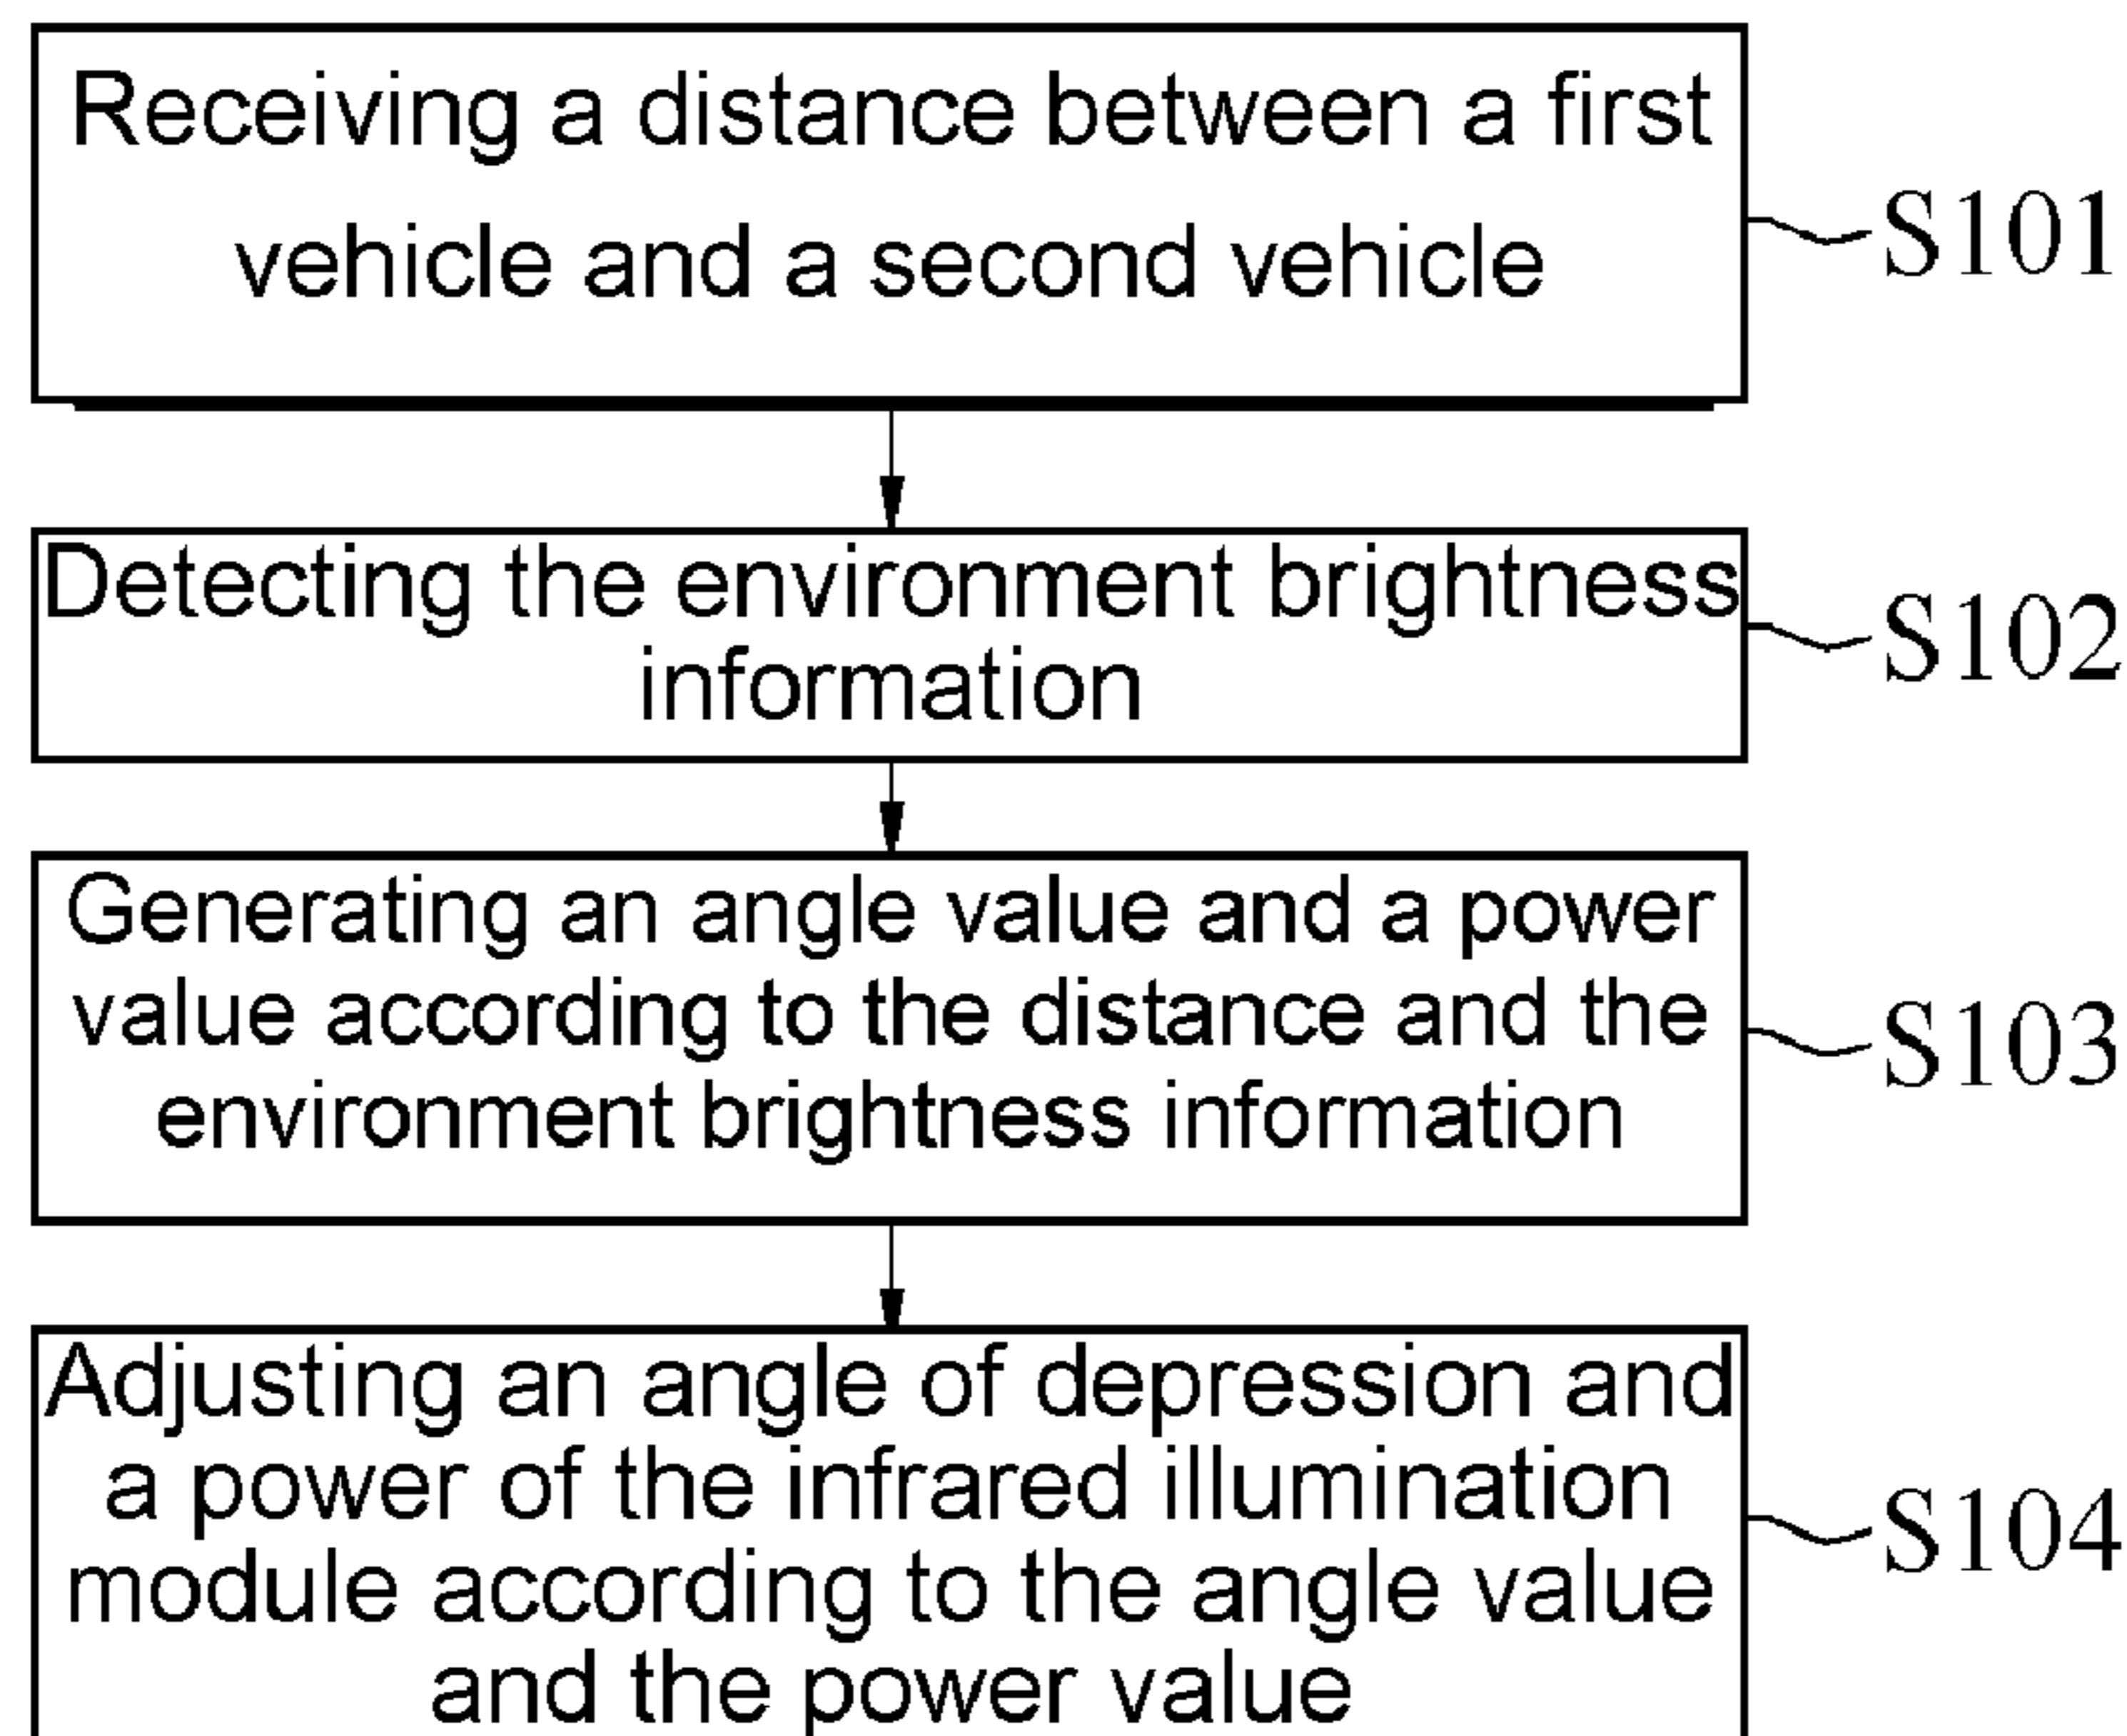 Receiving a distance between a first
vehicle and a second vehicle
S101
Detecting the environment brightness
information
S102
Generating an angle value and a power
value according to the distance and the
environment brightness information
S103
Adjusting an angle of depression and
a power of the infrared illumination
module according to the angle value
and the power value
S104